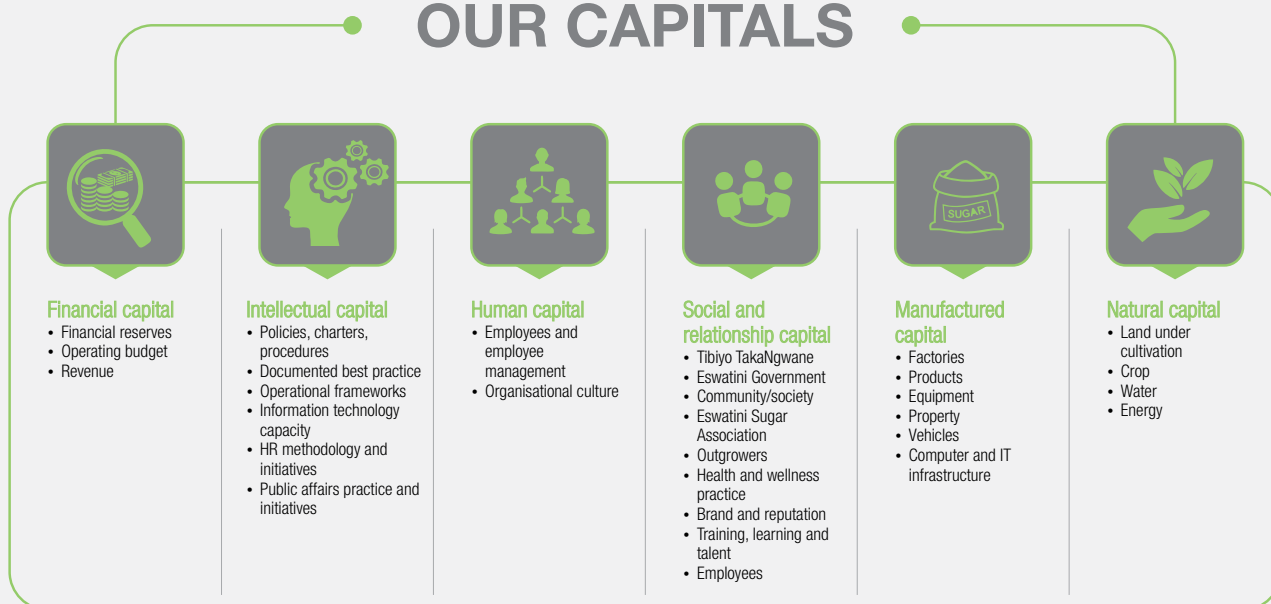 OUR CAPITALS
SUGAR
Financial capital
• Financial reserves
• Operating budget
• Revenue
Intellectual capital
• Policies, charters,
procedures
• Documented best practice
• Operational frameworks
• Information technology
capacity
• HR methodology and
initiatives
• Public affairs practice and
initiatives
Human capital
• Employees and
employee
management
• Organisational culture
Social and
relationship capital
• Tibiyo TakaNgwane
• Eswatini Government
• Community/society
• Eswatini Sugar
Association
• Outgrowers
• Health and wellness
practice
• Brand and reputation
• Training, learning and
talent
• Employees
Manufactured
capital
• Factories
• Products
• Equipment
• Property
• Vehicles
• Computer and IT
infrastructure
Natural capital
• Land under
cultivation
• Crop
• Water
• Energy